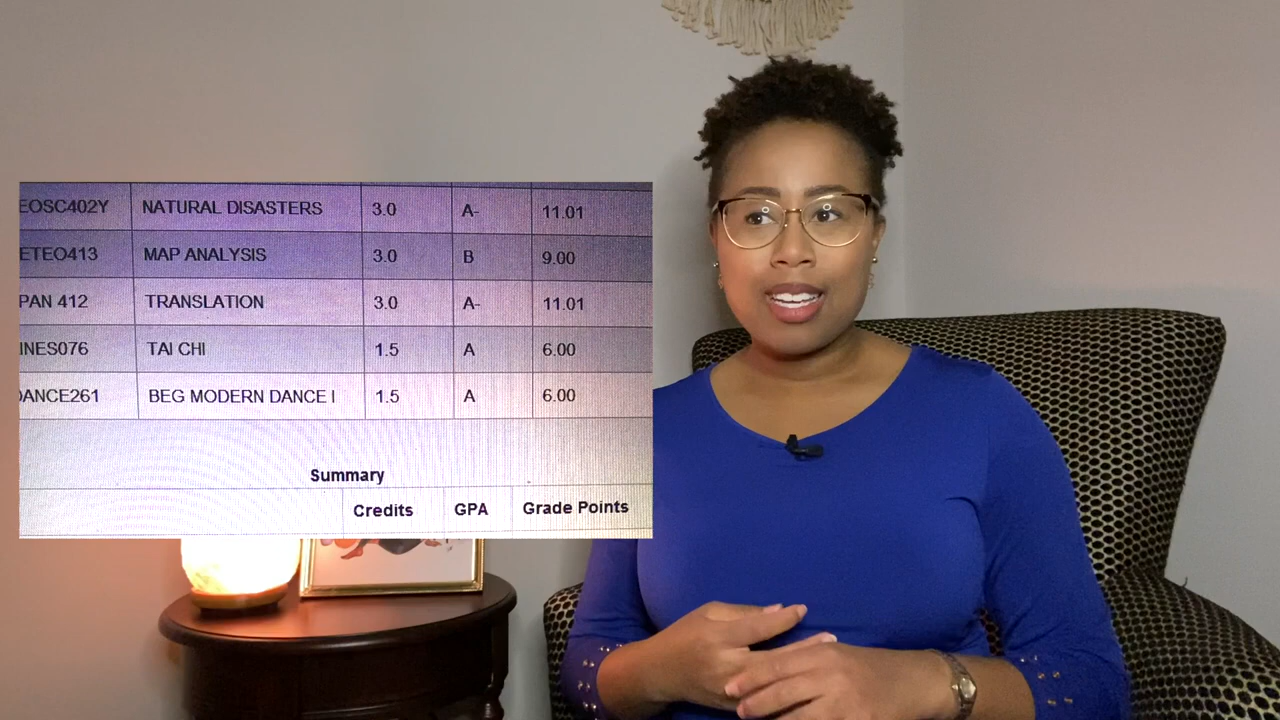 EOSC402Y NATURAL DISASTERS 3.0 A- 11.01
ETEO413 MAP ANALYSIS 3.0 B 9.00
PAN 412 TRANSLATION 3.0 A- 11.01
INES076 TAI CHI 1.5 A 6.00
DANCE261 BEG MODERN DANCE I 1.5 A 6.00
Summary
Credits GPA Grade Points